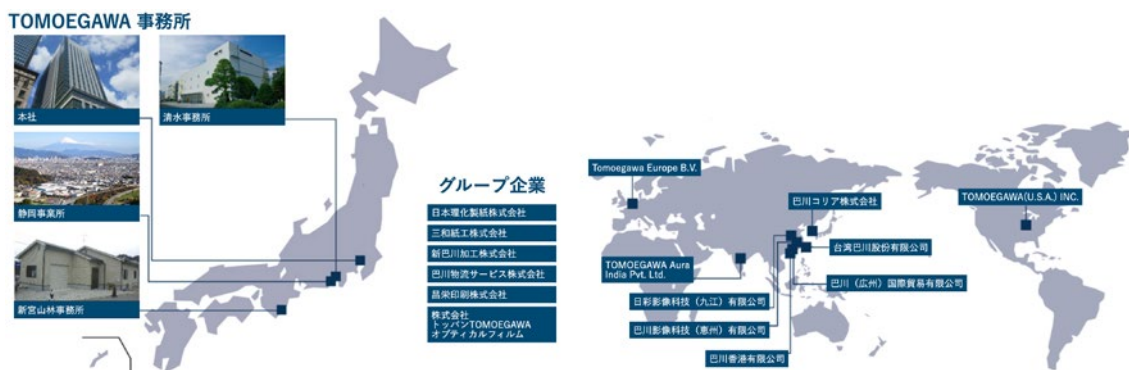 TOMOEGAWA 事務所
本社
清水事務所
静岡事業所
新宮山林事務所
グループ企業
日本理化製紙株式会社
三和紙工株式会社
新巴川加工株式会社
巴川物流サービス株式会社
昌栄印刷株式会社
株式会社
トッパンTOMOEGAWA
オプティカルフィルム
Tomoegawa Europe B.V.
巴川コリア株式会社
TOMOEGAWA(U.S.A.) INC.
台湾巴川股份有限公司
TOMOEGAWA Aura
India Pvt. Ltd.
巴川（広州）国際貿易有限公司
日彩影像科技（九江）有限公司
巴川影像科技（惠州）有限公司
巴川香港有限公司